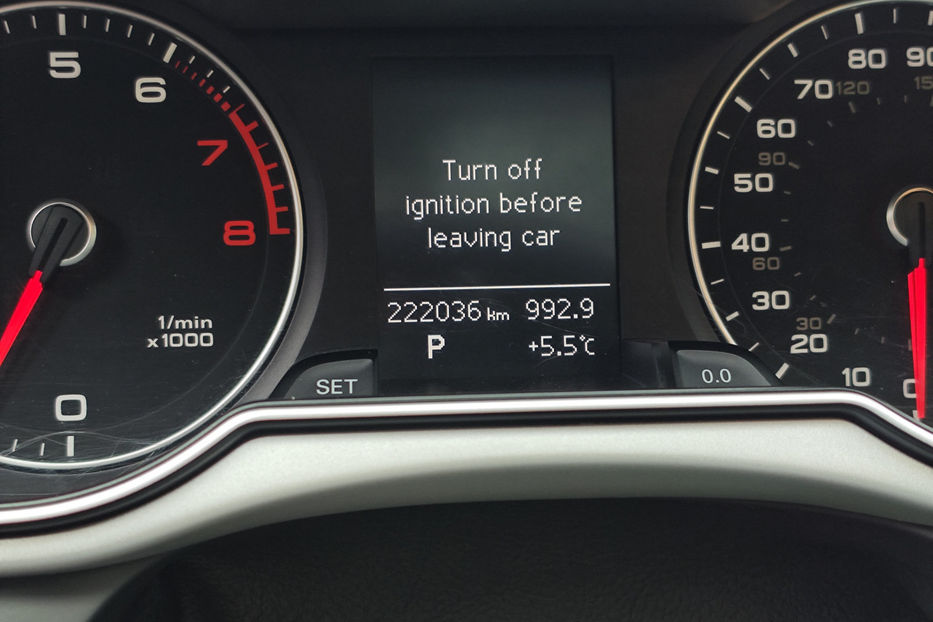 5
6
7
8
1/min
x1000
0
Turn off
ignition before
leaving car
222036 km 992.9
P +5.5°C
SET
0.0
80
70 120
60
90
50
40
60
30
30
20
10